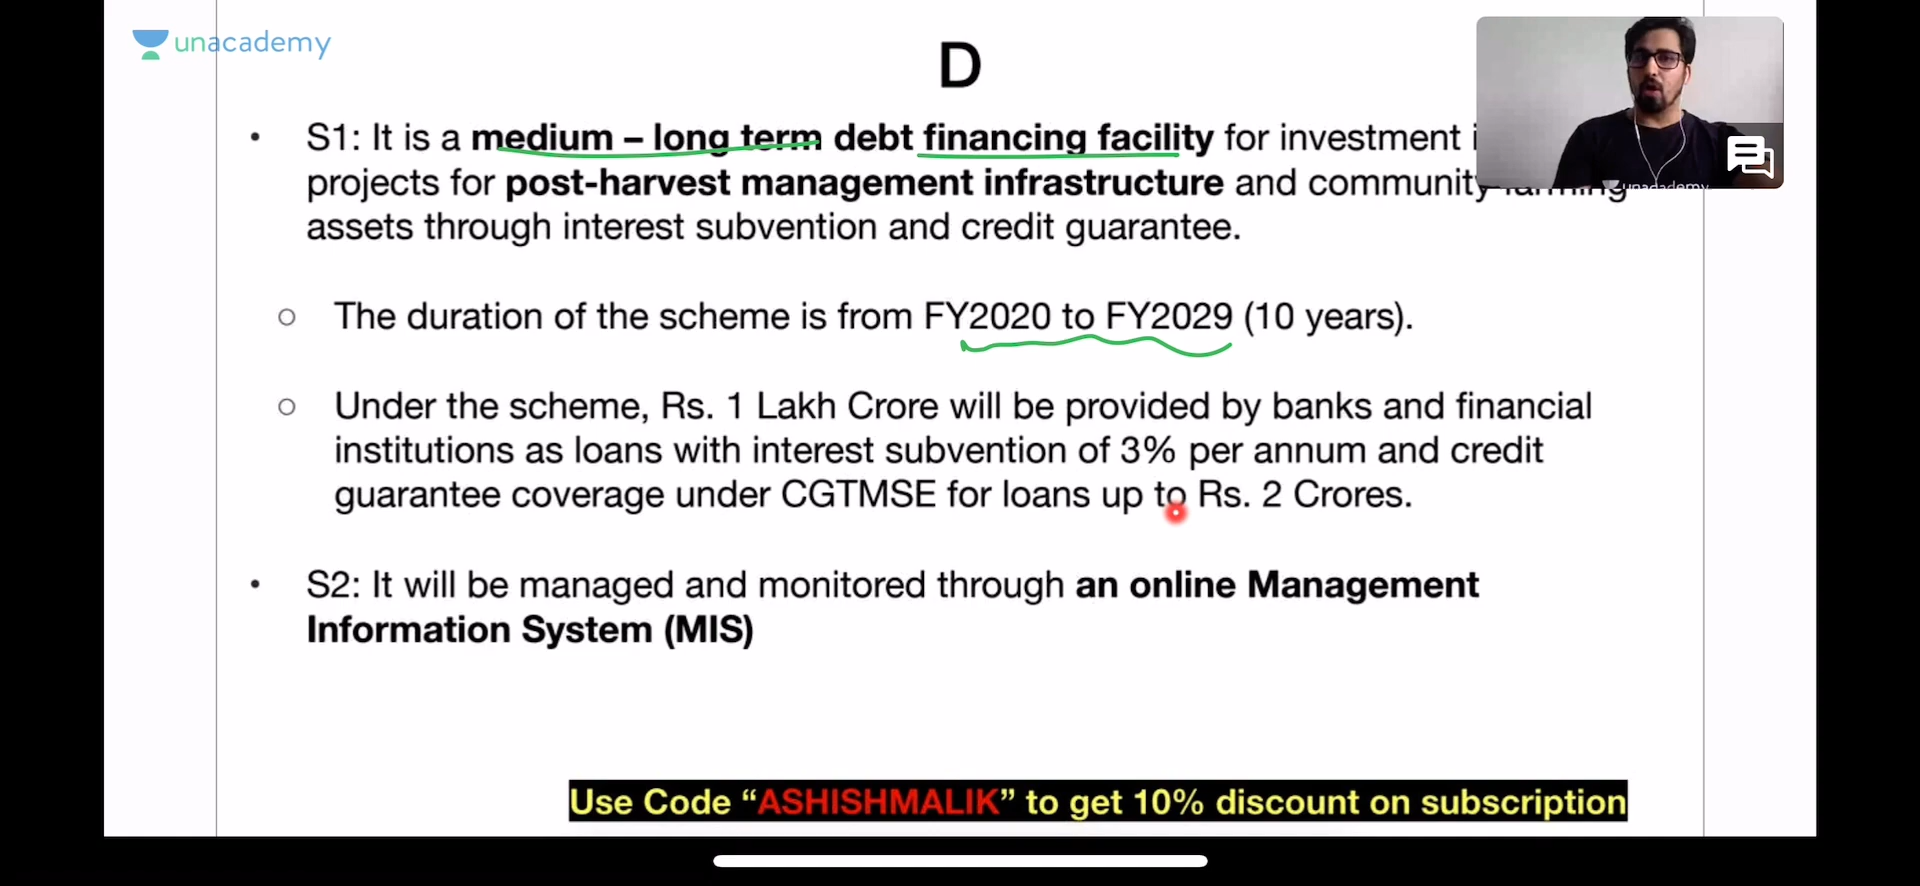 unacademy
D
• S1: It is a medium – long term debt financing facility for investment
projects for post-harvest management infrastructure and community farming
assets through interest subvention and credit guarantee.
○ The duration of the scheme is from FY2020 to FY2029 (10 years).
○ Under the scheme, Rs. 1 Lakh Crore will be provided by banks and financial
institutions as loans with interest subvention of 3% per annum and credit
guarantee coverage under CGTMSE for loans up to Rs. 2 Crores.
• S2: It will be managed and monitored through an online Management
Information System (MIS)
unacademy
Use Code “ASHISHMALIK” to get 10% discount on subscription